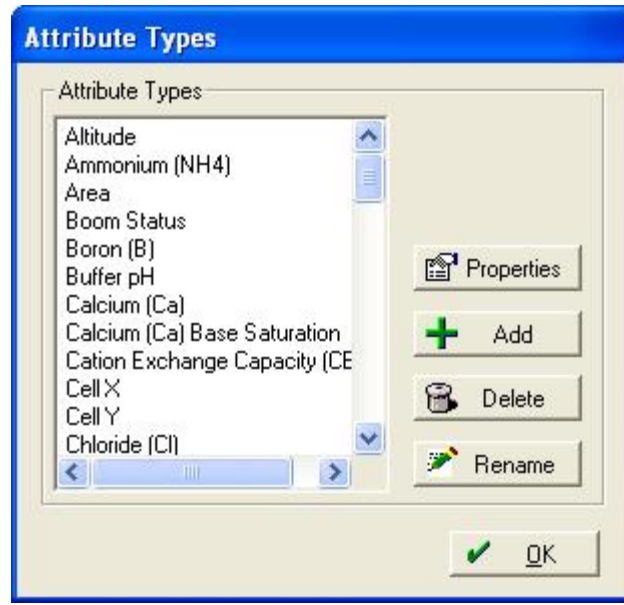 Attribute Types
Attribute Types
Altitude
Ammonium (NH4)
Area
Boom Status
Boron (B)
Buffer pH
Calcium (Ca)
Calcium (Ca) Base Saturation
Cation Exchange Capacity (CE
Cell X
Cell Y
Chloride (Cl)
Properties
Add
Delete
Rename
OK